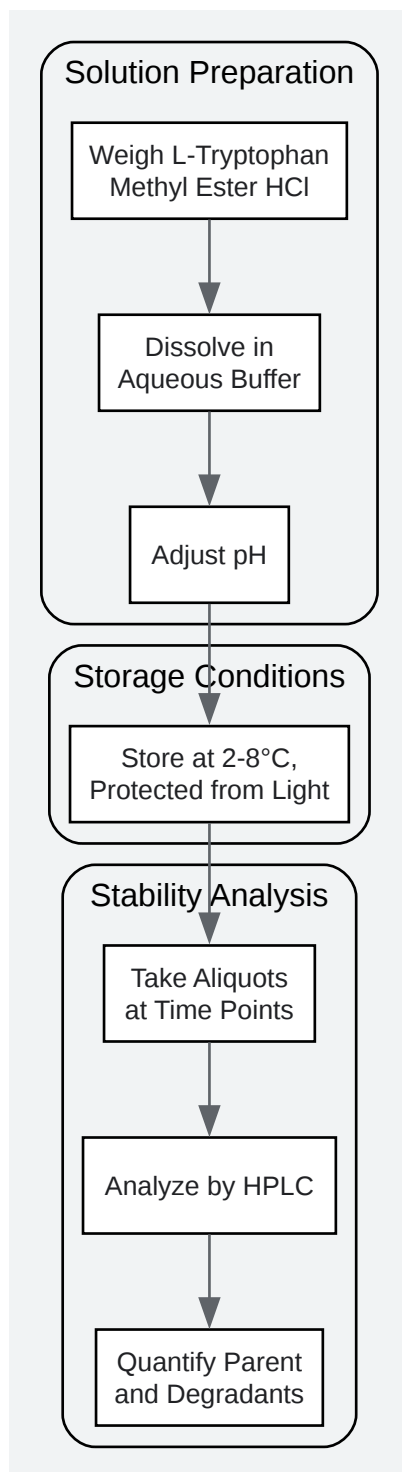 Solution Preparation
Weigh L-Tryptophan
Methyl Ester HCl
Dissolve in
Aqueous Buffer
Adjust pH
Storage Conditions
Store at 2-8°C,
Protected from Light
Stability Analysis
Take Aliquots
at Time Points
Analyze by HPLC
Quantify Parent
and Degradants